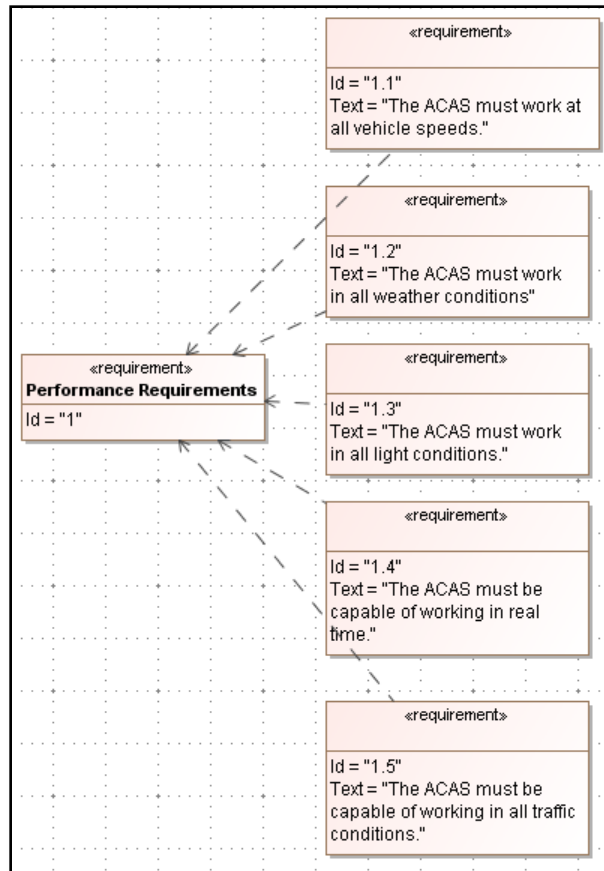 «requirement»
Id = "1.1"
Text = "The ACAS must work at
all vehicle speeds."
«requirement»
Id = "1.2"
Text = "The ACAS must work
in all weather conditions"
«requirement»
Performance Requirements
Id = "1"
«requirement»
Id = "1.3"
Text = "The ACAS must work
in all light conditions."
«requirement»
Id = "1.4"
Text = "The ACAS must be
capable of working in real
time."
«requirement»
Id = "1.5"
Text = "The ACAS must be
capable of working in all traffic
conditions."